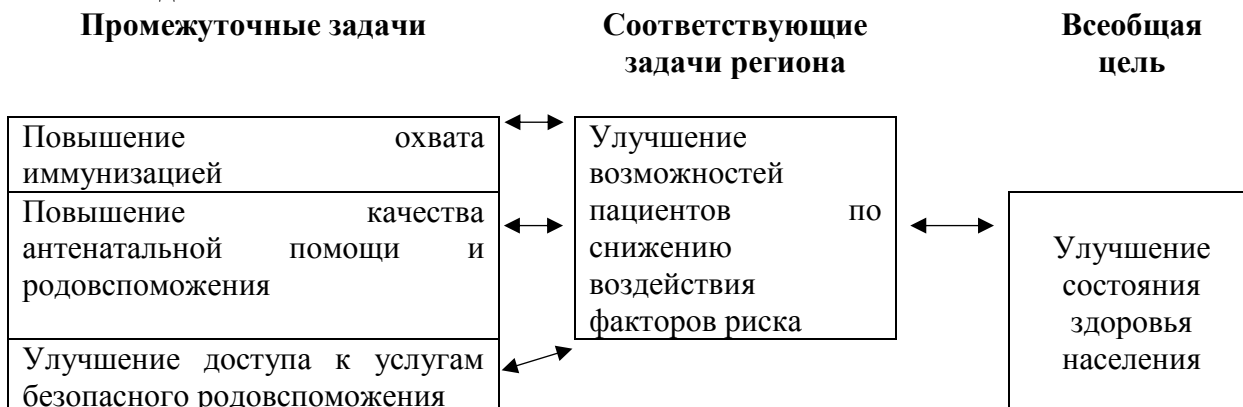 Промежуточные задачи
Соответствующие
задачи региона
Всеобщая
цель
Повышение охвата
иммунизацией
Повышение качества
антенатальной помощи и
родовспоможения
Улучшение доступа к услугам
безопасного родовспоможения
Улучшение
возможностей
пациентов по
снижению
воздействия
факторов риска
Улучшение
состояния
здоровья
населения